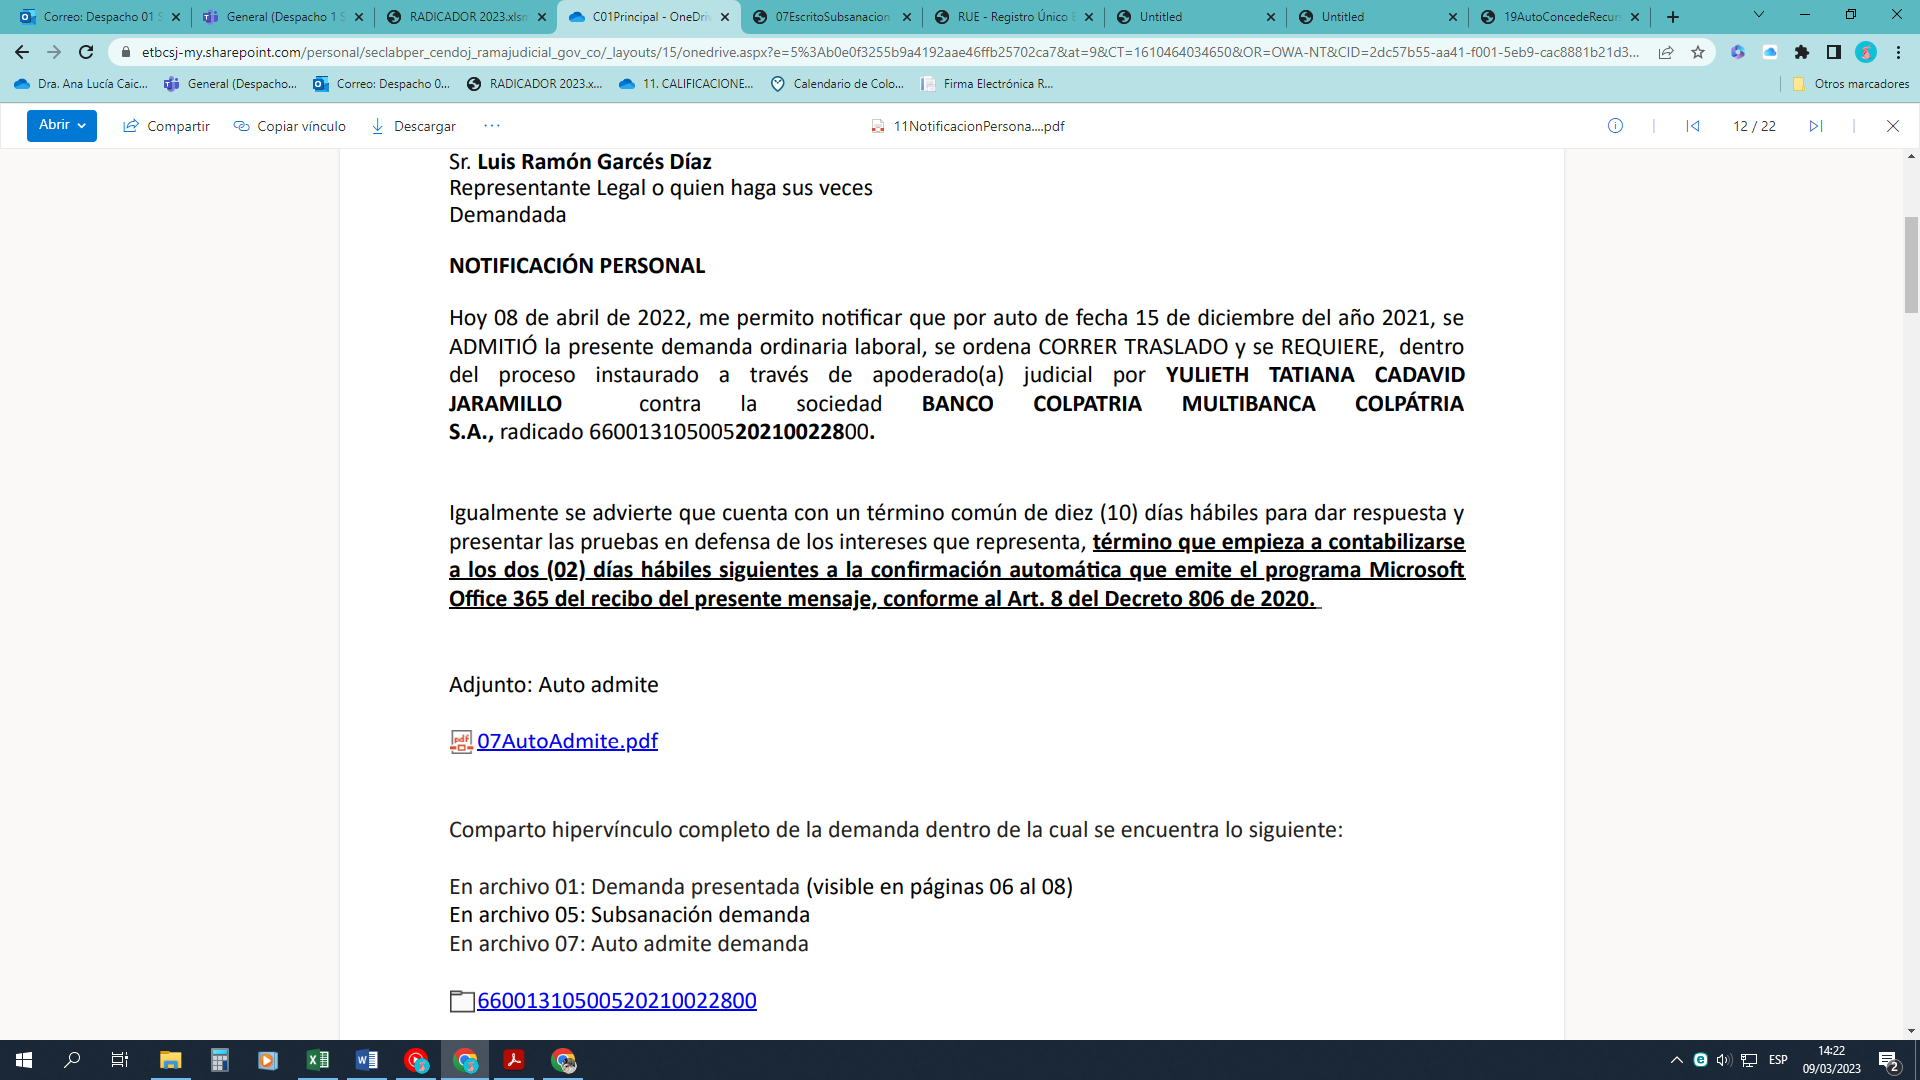 Correo: Despacho 01 S
General (Despacho 1 S
RADICADOR 2023.xlsm
C01Principal - OneDriv
07EscritoSubsanacion
RUE - Registro Único E
Untitled
Untitled
19AutoConcedeRecurs
etbcsj-my.sharepoint.com/personal/seclabper_cendoj_ramajudicial_gov_co/_layouts/15/onedrive.aspx?e=5%3Ab0e0f3255b9a4192aae46ffb25702ca7&at=9&CT=1610464034650&OR=OWA-NT&CID=2dc57b55-aa41-f001-5eb9-cac8881b21d3...
Dra. Ana Lucía Caic...
General (Despacho...
Correo: Despacho 0...
RADICADOR 2023.x...
11. CALIFICACIONE...
Calendario de Colo...
Firma Electrónica R...
Otros marcadores
Abrir
Compartir
Copiar vínculo
Descargar
...
11NotificacionPersona....pdf
12 / 22
Sr. Luis Ramón Garcés Díaz
Representante Legal o quien haga sus veces
Demandada
NOTIFICACIÓN PERSONAL
Hoy 08 de abril de 2022, me permito notificar que por auto de fecha 15 de diciembre del año 2021, se
ADMITIÓ la presente demanda ordinaria laboral, se ordena CORRER TRASLADO y se REQUIERE, dentro
del proceso instaurado a través de apoderado(a) judicial por YULIETH TATIANA CADAVID
JARAMILLO contra la sociedad BANCO COLPATRIA MULTIBANCA COLPÁTRIA
S.A., radicado 66001310500520210022800.
Igualmente se advierte que cuenta con un término común de diez (10) días hábiles para dar respuesta y
presentar las pruebas en defensa de los intereses que representa, término que empieza a contabilizarse
a los dos (02) días hábiles siguientes a la confirmación automática que emite el programa Microsoft
Office 365 del recibo del presente mensaje, conforme al Art. 8 del Decreto 806 de 2020.
Adjunto: Auto admite
pdf
07AutoAdmite.pdf
Comparto hipervínculo completo de la demanda dentro de la cual se encuentra lo siguiente:
En archivo 01: Demanda presentada (visible en páginas 06 al 08)
En archivo 05: Subsanación demanda
En archivo 07: Auto admite demanda
66001310500520210022800
ESP
14:22
09/03/2023
2